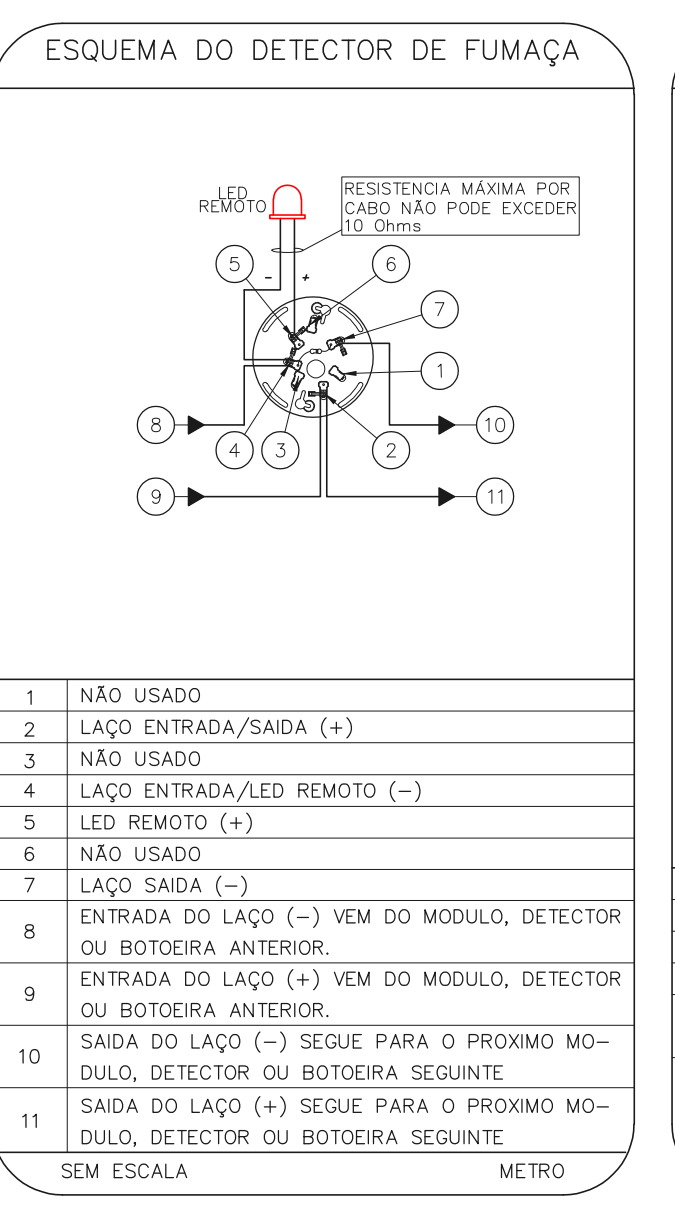 ESQUEMA DO DETECTOR DE FUMAÇA
LED
REMOTO
RESISTENCIA MÁXIMA POR
CABO NÃO PODE EXCEDER
10 Ohms
5
- +
6
7
1
8
10
4
3
2
9
11
1 NÃO USADO
2 LAÇO ENTRADA/SAIDA (+)
3 NÃO USADO
4 LAÇO ENTRADA/LED REMOTO (–)
5 LED REMOTO (+)
6 NÃO USADO
7 LAÇO SAIDA (–)
8 ENTRADA DO LAÇO (–) VEM DO MODULO, DETECTOR
OU BOTOEIRA ANTERIOR.
9 ENTRADA DO LAÇO (+) VEM DO MODULO, DETECTOR
OU BOTOEIRA ANTERIOR.
10 SAIDA DO LAÇO (–) SEGUE PARA O PROXIMO MO–
DULO, DETECTOR OU BOTOEIRA SEGUINTE
11 SAIDA DO LAÇO (+) SEGUE PARA O PROXIMO MO–
DULO, DETECTOR OU BOTOEIRA SEGUINTE
SEM ESCALA METRO